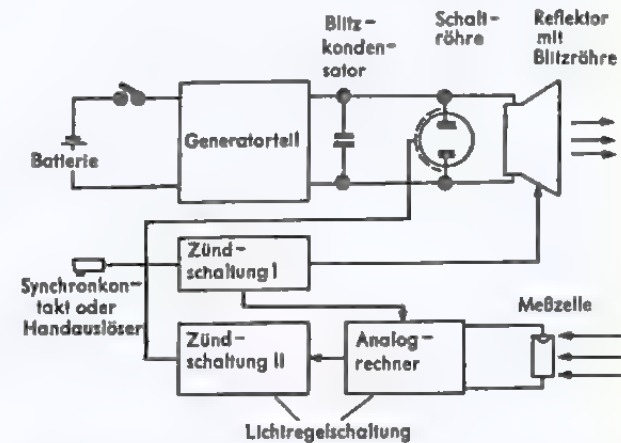 Blitz-
konden-
sator
Schalt-
röhre
Reflektor
mit
Blitzröhre
Batterie
Generatorteil
Zünd-
schaltung I
Synchronkon-
takt oder
Handauslöser
Zünd-
schaltung II
Analog-
rechner
Meßzelle
Lichtregelschaltung